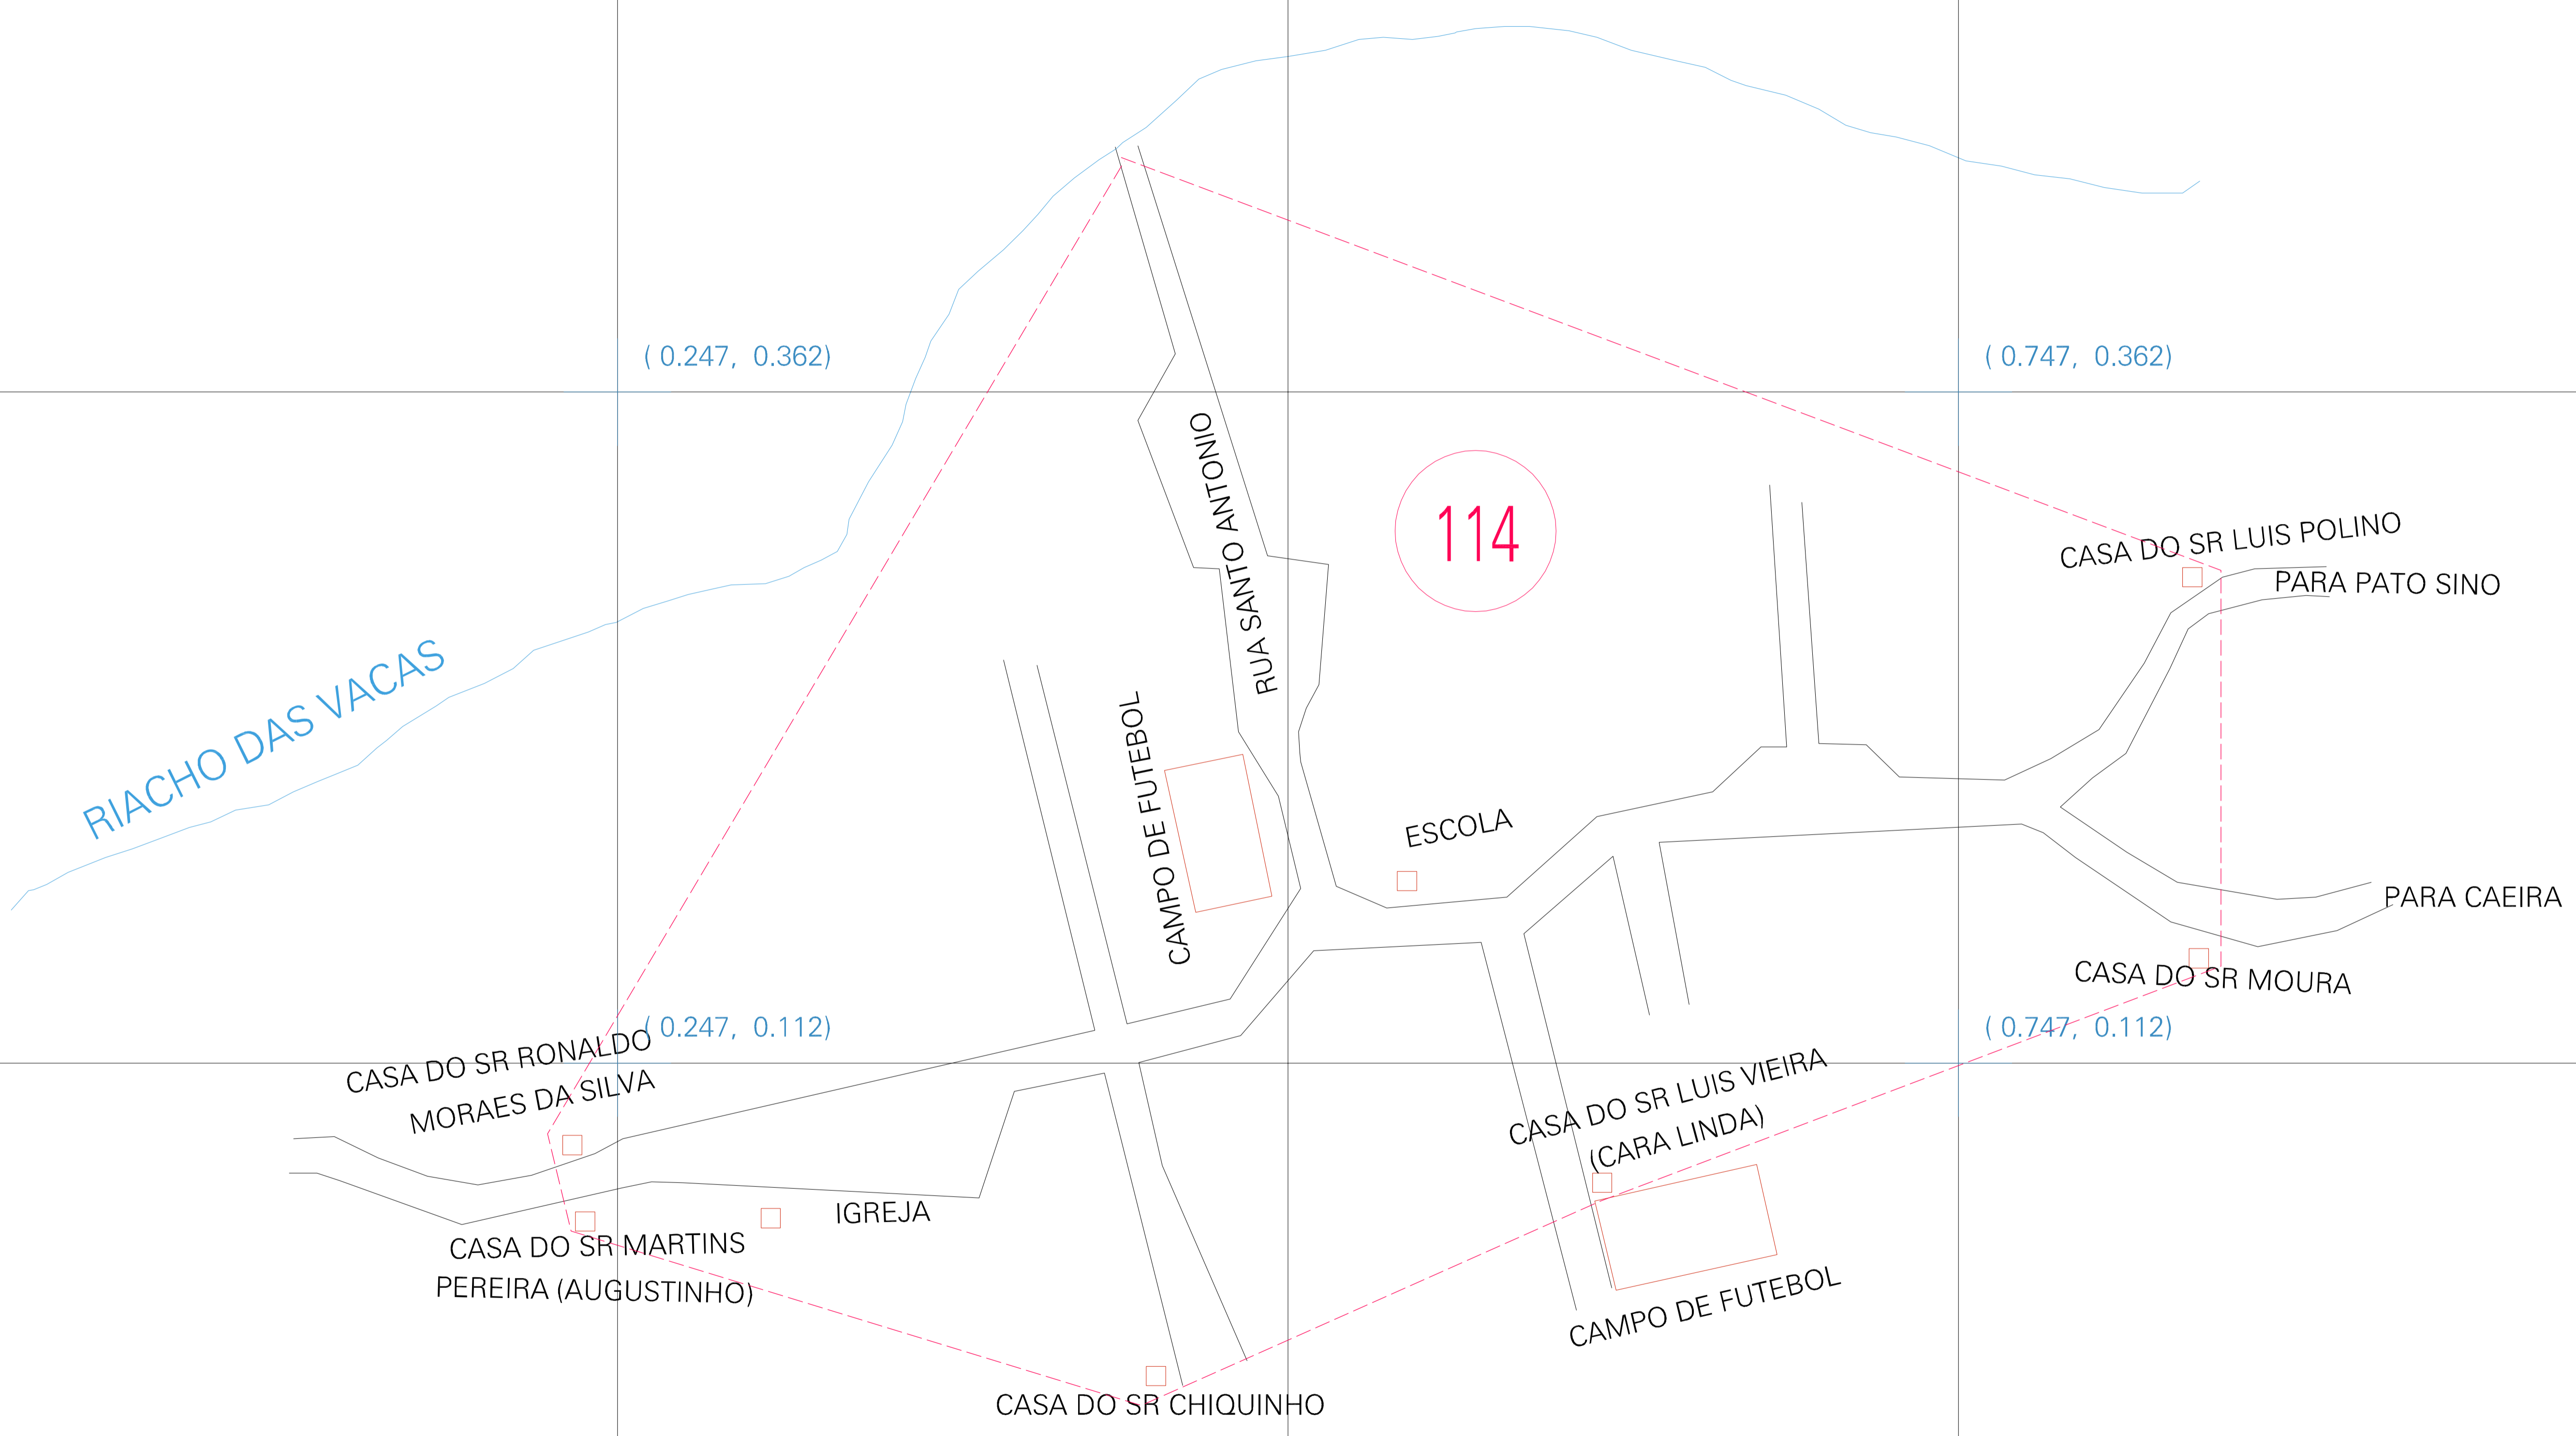 ( 0.247,  0.362)
( 0.747,  0.362)
RUA SANTO ANTONIO
114
CASA DO SR LUIS POLINO
PARA PATO SINO
RIACHO DAS VACAS
CAMPO DE FUTEBOL
ESCOLA
PARA CAEIRA
CASA DO SR MOURA
( 0.247,  0.112)
( 0.747,  0.112)
CASA DO SR RONALDO
MORAES DA SILVA
CASA DO SR LUIS VIEIRA
(CARA LINDA)
IGREJA
CASA DO SR MARTINS
PEREIRA (AUGUSTINHO)
CAMPO DE FUTEBOL
CASA DO SR CHIQUINHO